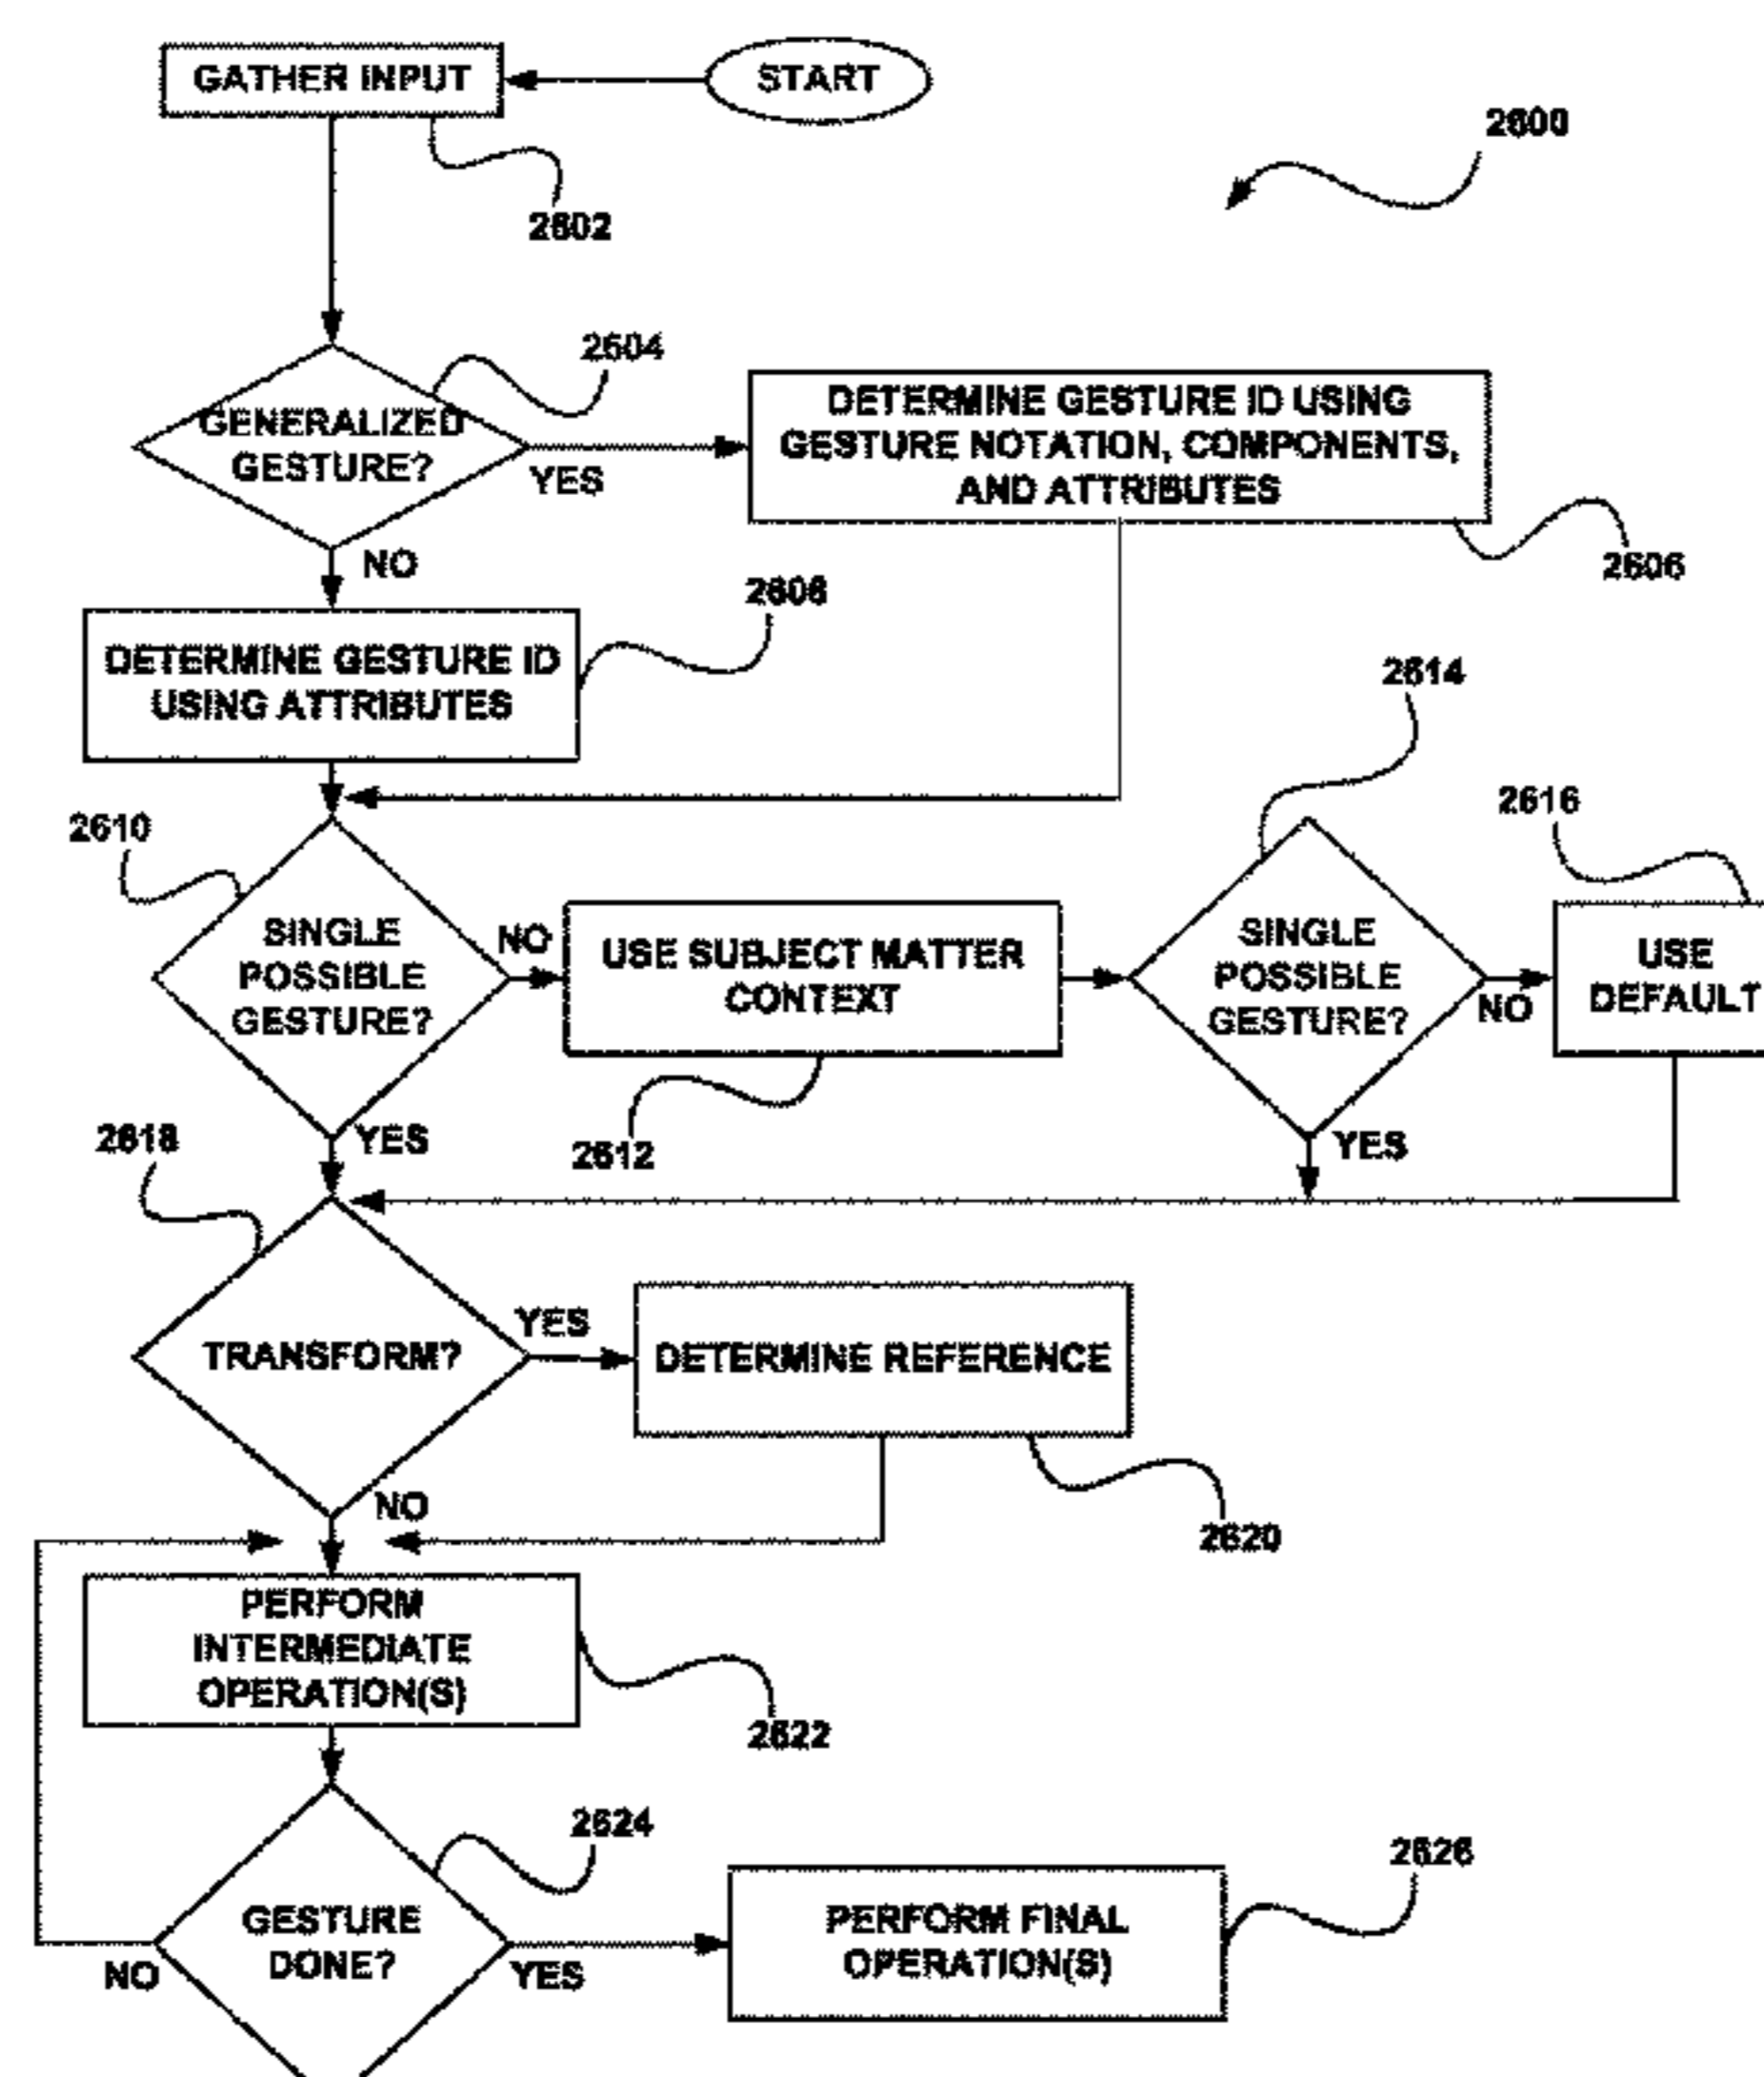 GATHER INPUT
START
2600
2602
2604
GENERALIZED
GESTURE?
YES
DETERMINE GESTURE ID USING
GESTURE NOTATION, COMPONENTS,
AND ATTRIBUTES
2606
NO
2608
DETERMINE GESTURE ID
USING ATTRIBUTES
2610
SINGLE
POSSIBLE
GESTURE?
NO
USE SUBJECT MATTER
CONTEXT
2612
2614
SINGLE
POSSIBLE
GESTURE?
NO
2616
USE
DEFAULT
YES
YES
2618
TRANSFORM?
YES
DETERMINE REFERENCE
2620
NO
PERFORM
INTERMEDIATE
OPERATION(S)
2622
2624
GESTURE
DONE?
NO
YES
PERFORM FINAL
OPERATION(S)
2626